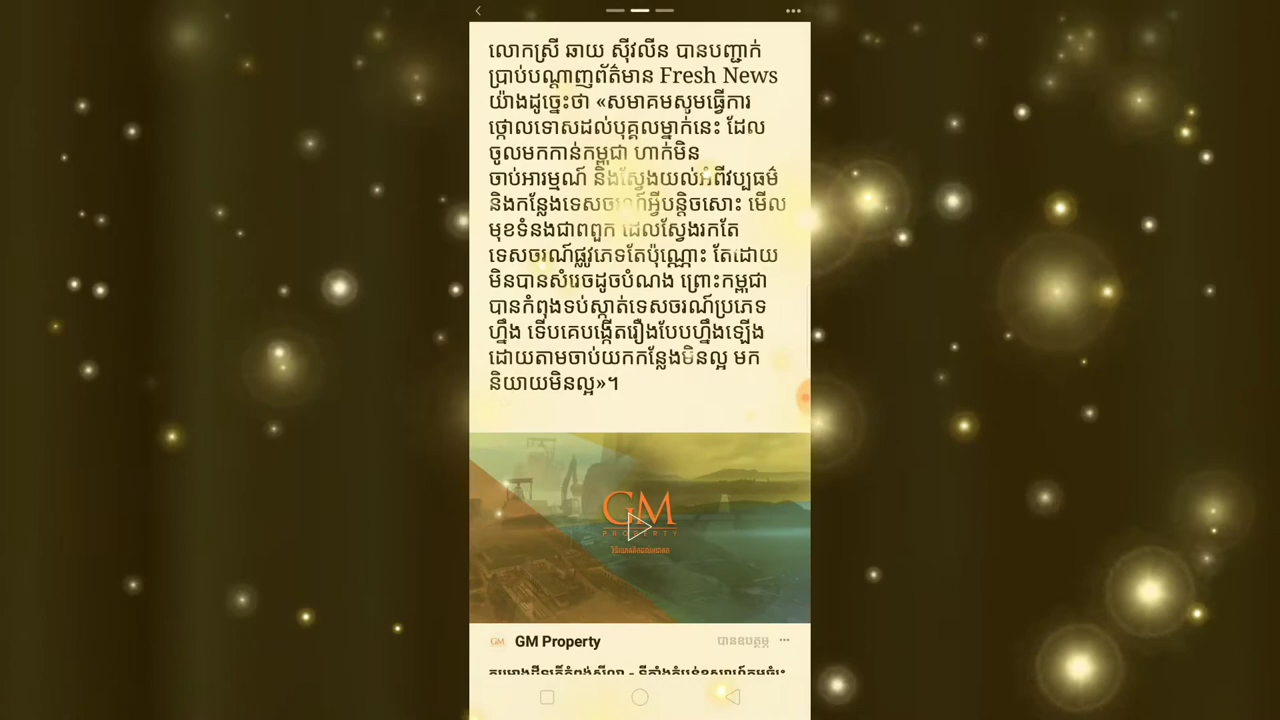 លោកស្រី ឆាយ ស៊ីវលីន បានបញ្ជាក់
ប្រាប់បណ្តាញព័ត៌មាន Fresh News
យ៉ាងដូច្នេះថា «សមាគមសូមធ្វើការ
ថ្កោលទោសដល់បុគ្គលម្នាក់នេះ ដែល
ចូលមកកាន់កម្ពុជា ហាក់មិន
ចាប់អារម្មណ៍ និងស្វែងយល់អំពីវប្បធម៌
និងកន្លែងទេសចរណ៍អ្វីបន្តិចសោះ មើល
មុខទំនងជាពពួក ដែលស្វែងរកតែ
ទេសចរណ៍ផ្លូវភេទតែប៉ុណ្ណោះ តែដោយ
មិនបានសំរេចដូចបំណង ព្រោះកម្ពុជា
បានកំពុងទប់ស្កាត់ទេសចរណ៍ប្រភេទ
ហ្នឹង ទើបគេបង្កើតរឿងបែបហ្នឹងឡើង
ដោយតាមចាប់យកកន្លែងមិនល្អ មក
និយាយមិនល្អ»។
GM
PROPERTY
GM GM Property បានឧបត្ថម្ភ